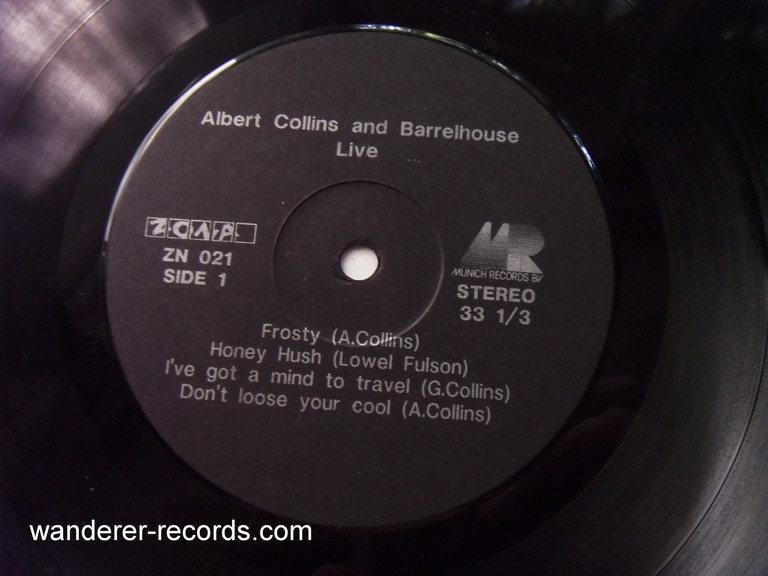 Albert Collins and Barrelhouse
Live
ZN 021
SIDE 1
MR
MUNICH RECORDS BV
STEREO
33 1/3
Frosty (A.Collins)
Honey Hush (Lowel Fulson)
I've got a mind to travel (G.Collins)
Don't loose your cool (A.Collins)
wanderer-records.com